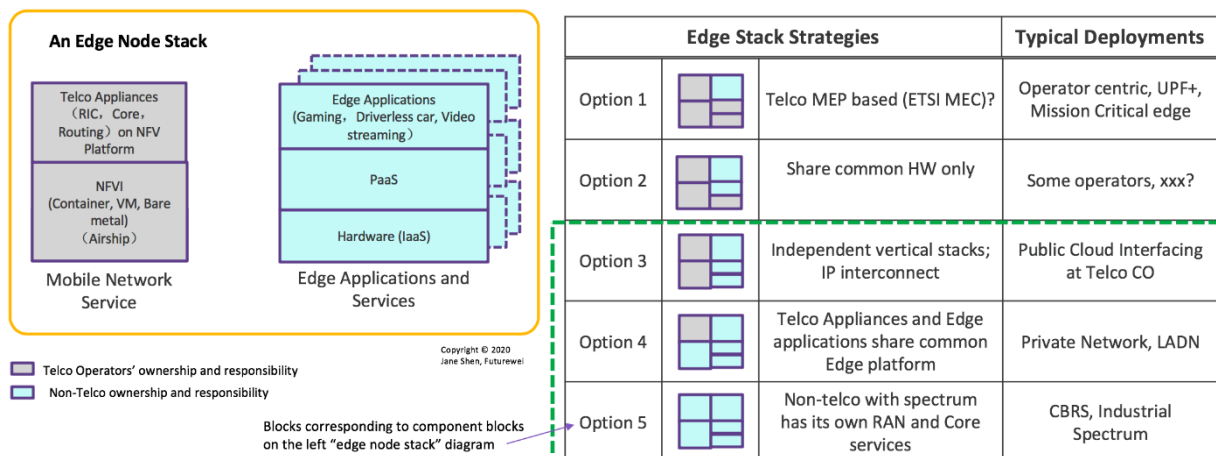 An Edge Node Stack
Telco Appliances
（RIC， Core，
Routing）on NFV
Platform
NFVI
(Container, VM, Bare
metal)
（Airship）
Mobile Network
Service
Edge Applications
(Gaming，Driverless car, Video
streaming）
PaaS
Hardware (IaaS)
Edge Applications and
Services
Copyright © 2020
Jane Shen, Futurewei
Telco Operators’ ownership and responsibility
Non-Telco ownership and responsibility
Blocks corresponding to component blocks
on the left “edge node stack” diagram
Edge Stack Strategies
Typical Deployments
Option 1
Telco MEP based (ETSI MEC)?
Operator centric, UPF+,
Mission Critical edge
Option 2
Share common HW only
Some operators, xxx?
Option 3
Independent vertical stacks;
IP interconnect
Public Cloud Interfacing
at Telco CO
Option 4
Telco Appliances and Edge
applications share common
Edge platform
Private Network, LADN
Option 5
Non-telco with spectrum
has its own RAN and Core
services
CBRS, Industrial
Spectrum